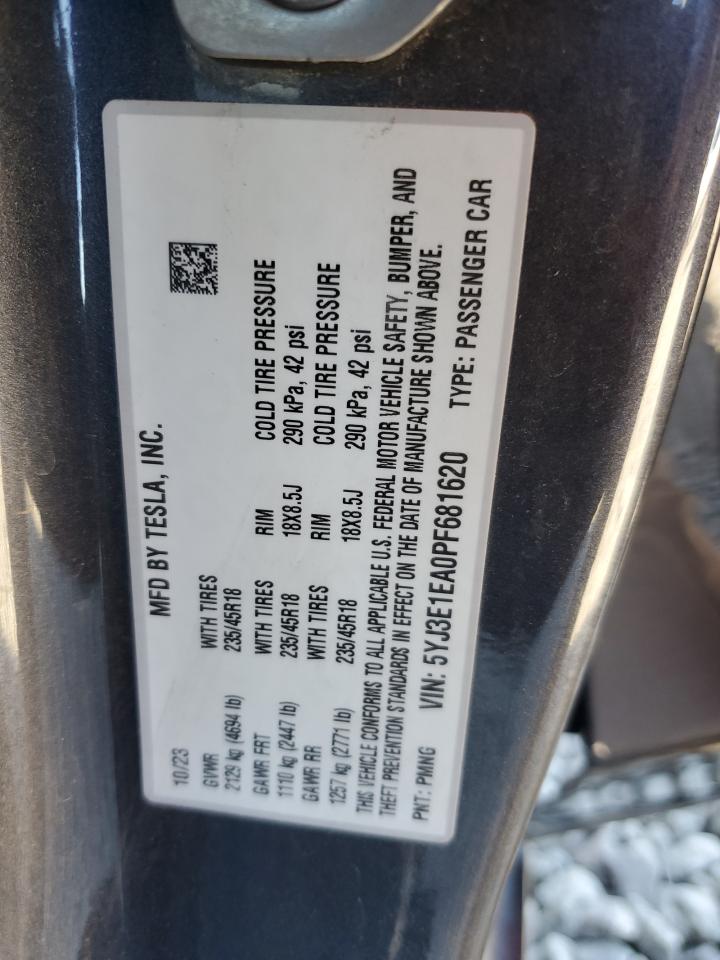 MFD BY TESLA, INC.
10/23
GVWR WITH TIRES
2129 kg (4694 lb) 235/45R18
GAWR FRT WITH TIRES RIM COLD TIRE PRESSURE
1110 kg (2447 lb) 235/45R18 18X8.5J 290 kPa, 42 psi
GAWR RR WITH TIRES RIM COLD TIRE PRESSURE
1257 kg (2771 lb) 235/45R18 18X8.5J 290 kPa, 42 psi
THIS VEHICLE CONFORMS TO ALL APPLICABLE U.S. FEDERAL MOTOR VEHICLE SAFETY, BUMPER, AND
THEFT PREVENTION STANDARDS IN EFFECT ON THE DATE OF MANUFACTURE SHOWN ABOVE.
PNT: PMNG VIN: 5YJ3E1EA0PF681620 TYPE: PASSENGER CAR